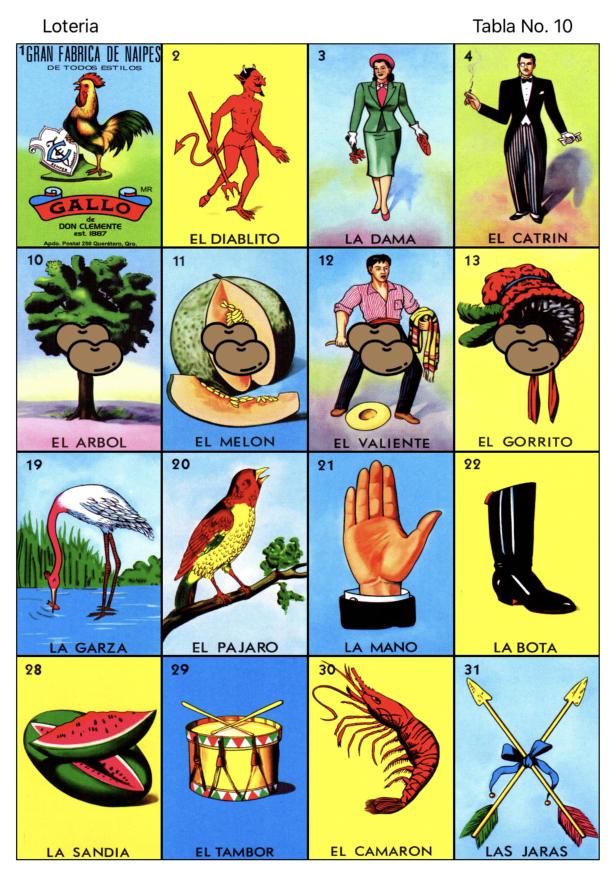 Loteria
Tabla No. 10
1 GRAN FABRICA DE NAIPES
DE TODOS ESTILOS
MR
GALLO
de
DON CLEMENTE
est. 1887
Apdo. Postal 250 Querétaro, Qro.
2
EL DIABLITO
3
LA DAMA
4
EL CATRIN
10
EL ARBOL
11
EL MELON
12
EL VALIENTE
13
EL GORRITO
19
LA GARZA
20
EL PAJARO
21
LA MANO
22
LA BOTA
28
LA SANDIA
29
EL TAMBOR
30
EL CAMARON
31
LAS JARAS